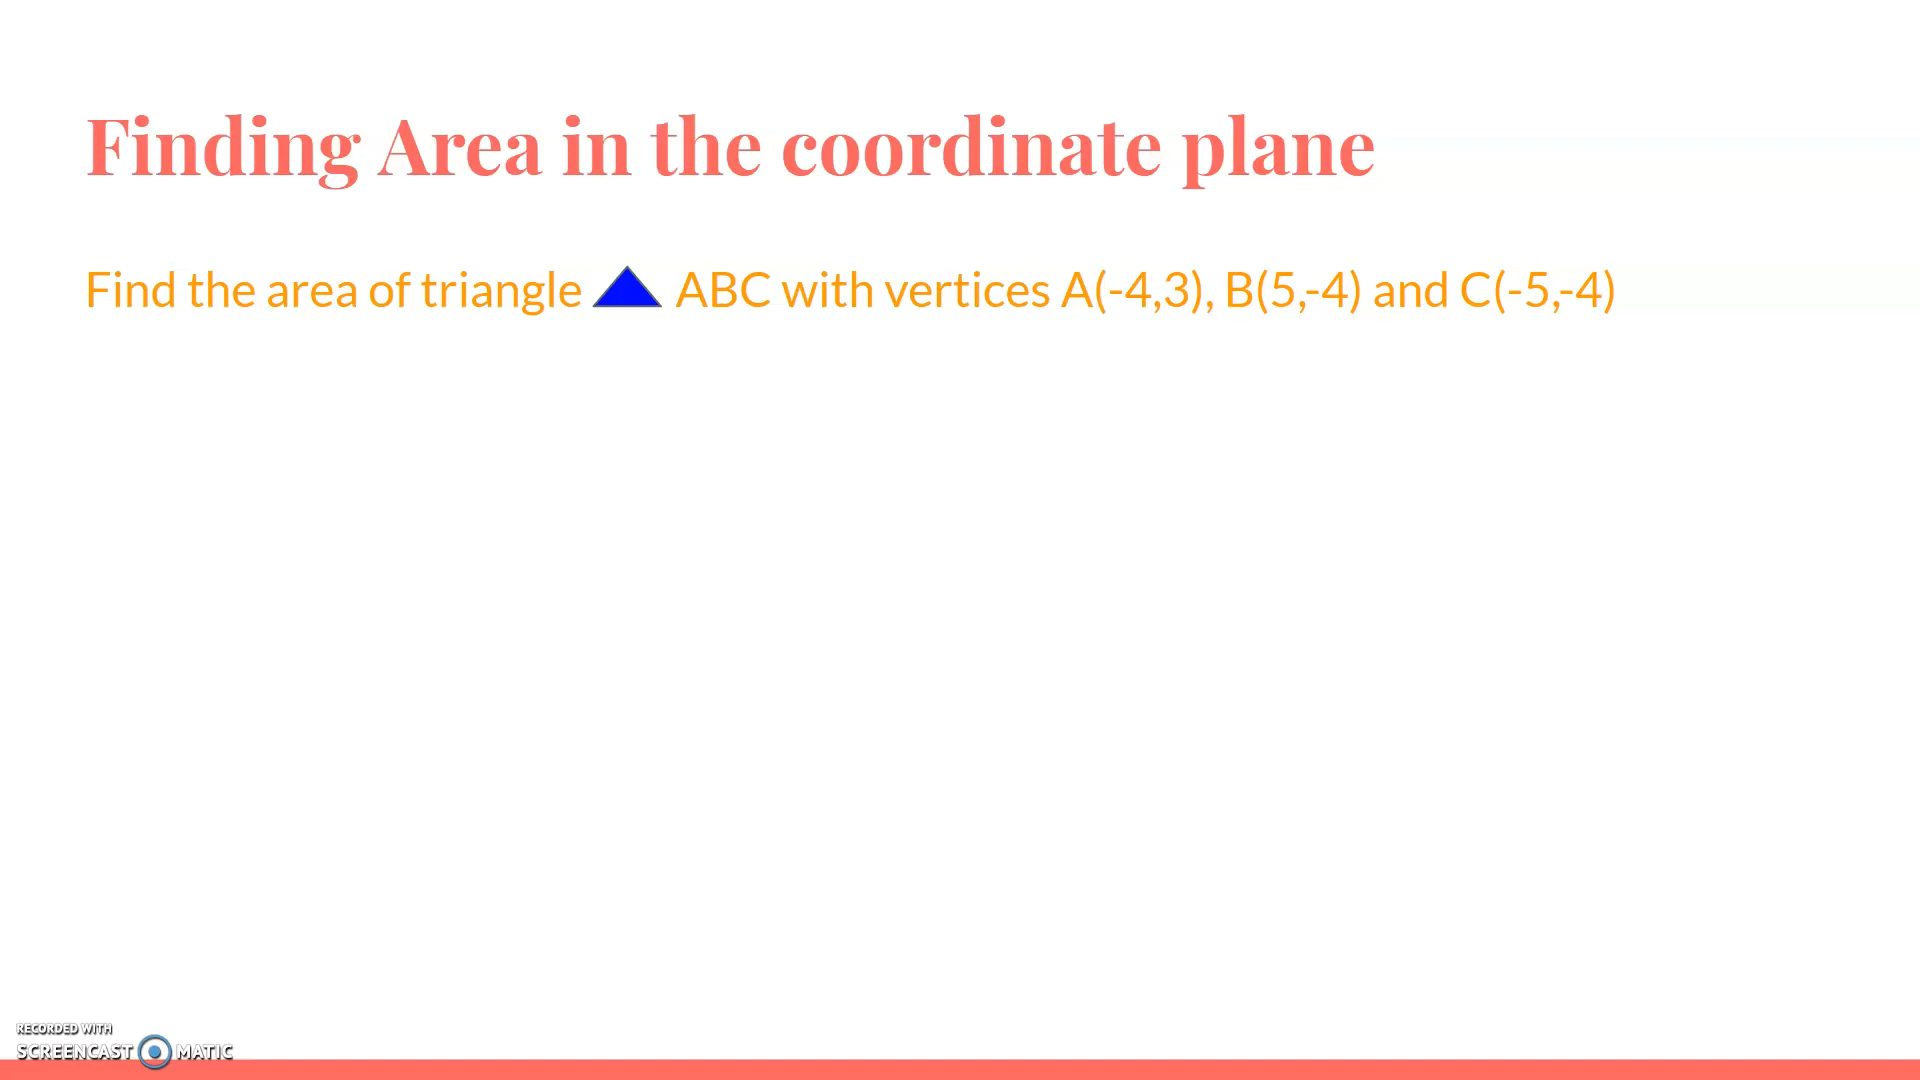 Finding Area in the coordinate plane
Find the area of triangle ABC with vertices A(-4,3), B(5,-4) and C(-5,-4)
RECORDED WITH
SCREENCAST MATIC